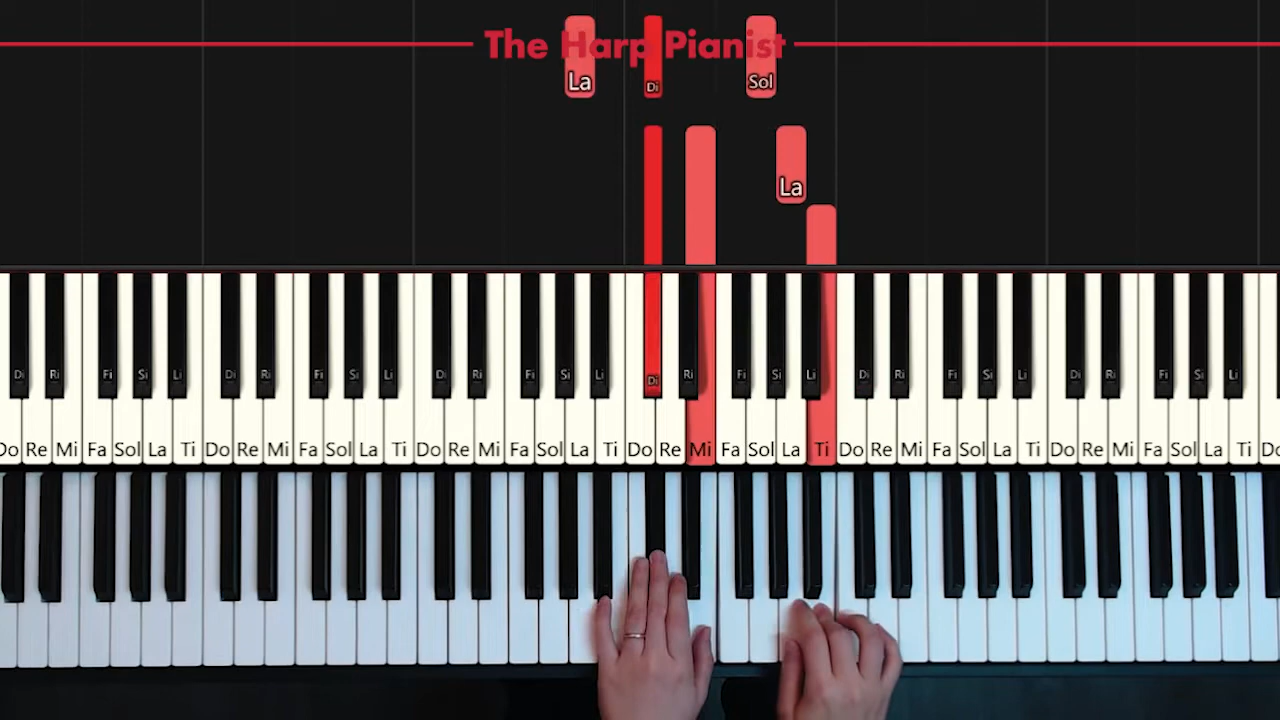 The Harp Pianist
La Di Sol
La
Di Ri Fi Si Li Di Ri Fi Si Li Di Ri Fi Si Li Di Ri Fi Si Li Di Ri Fi Si Li Di Ri Fi Si Li
Do Re Mi Fa Sol La Ti Do Re Mi Fa Sol La Ti Do Re Mi Fa Sol La Ti Do Re Mi Fa Sol La Ti Do Re Mi Fa Sol La Ti Do Re Mi Fa Sol La Ti Do